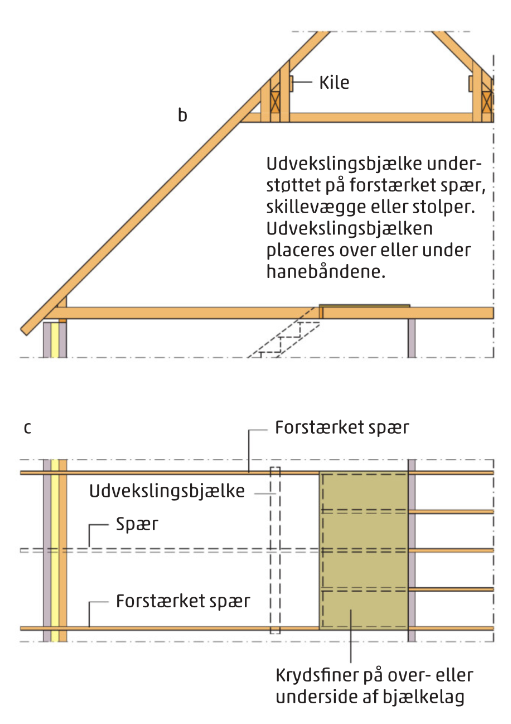 Kile
b
Udvekslingsbjælke under-
støttet på forstærket spær,
skillevægge eller stolper.
Udvekslingsbjælken
placeres over eller under
hanebåndene.
c
Forstærket spær
Udvekslingsbjælke
Spær
Forstærket spær
Krydsfiner på over- eller
underside af bjælkelag